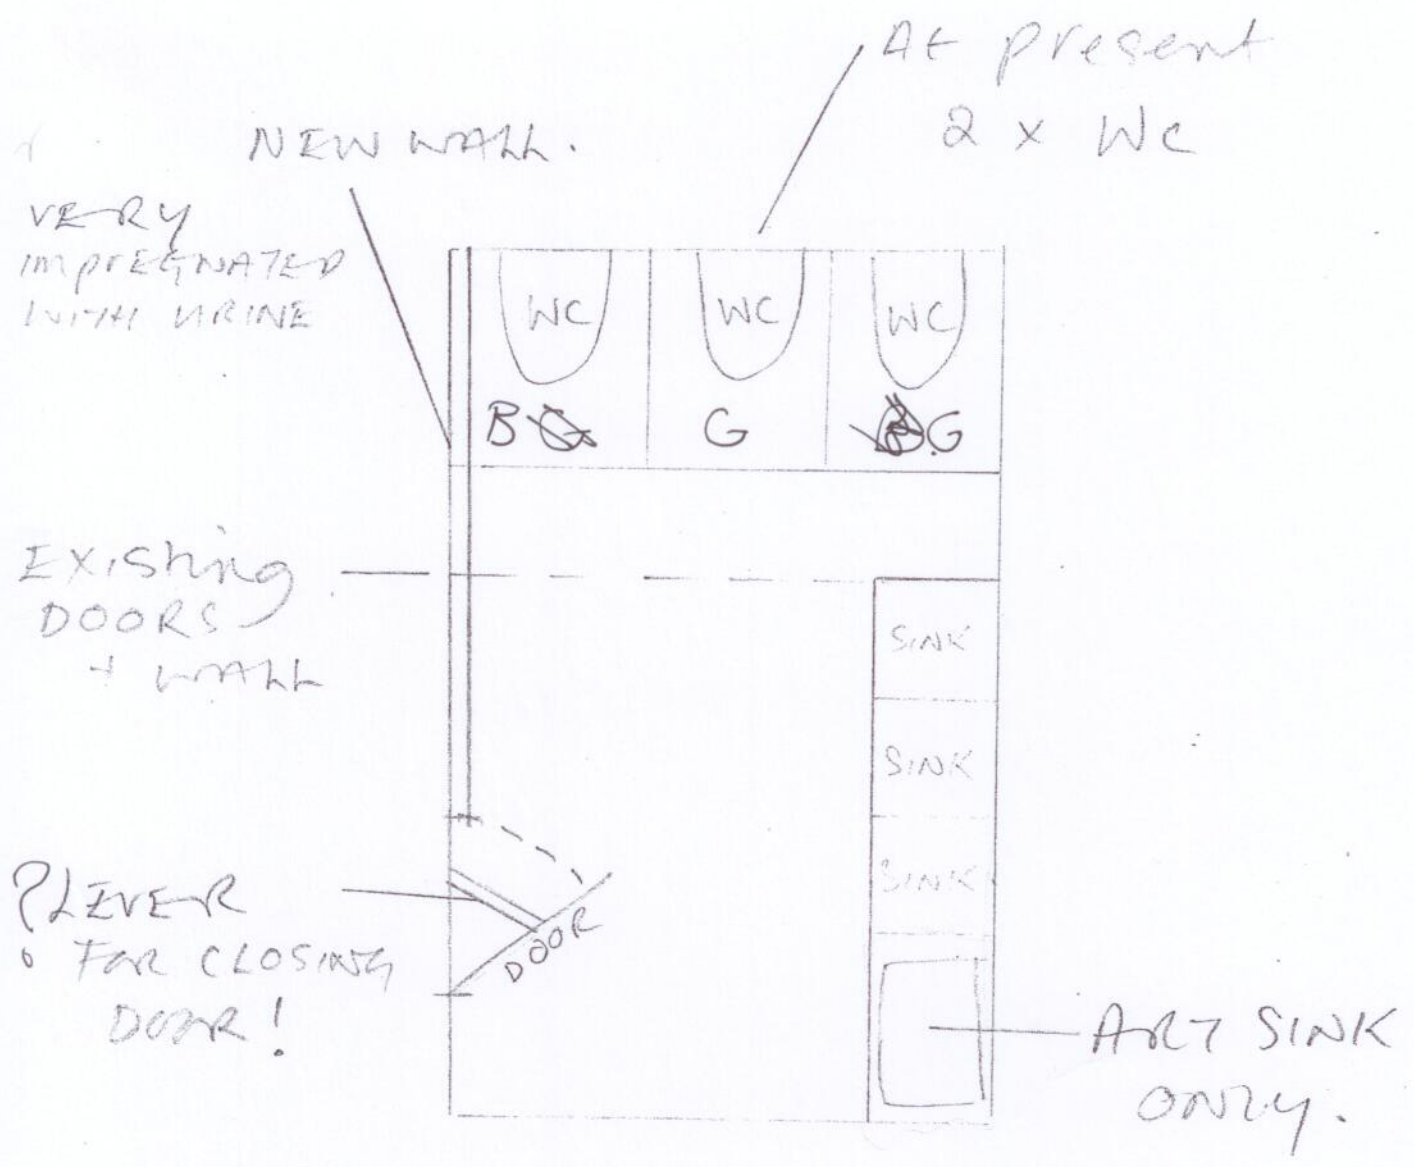 At present
2 x WC
NEW WALL.
VERY
IMPREGNATED
WITH URINE
WC WC WC
B G G
EXISTING
DOORS
+ WALL
SINK
SINK
SINK
? LEVER
FOR CLOSING
DOOR!
DOOR
ART SINK
ONLY.